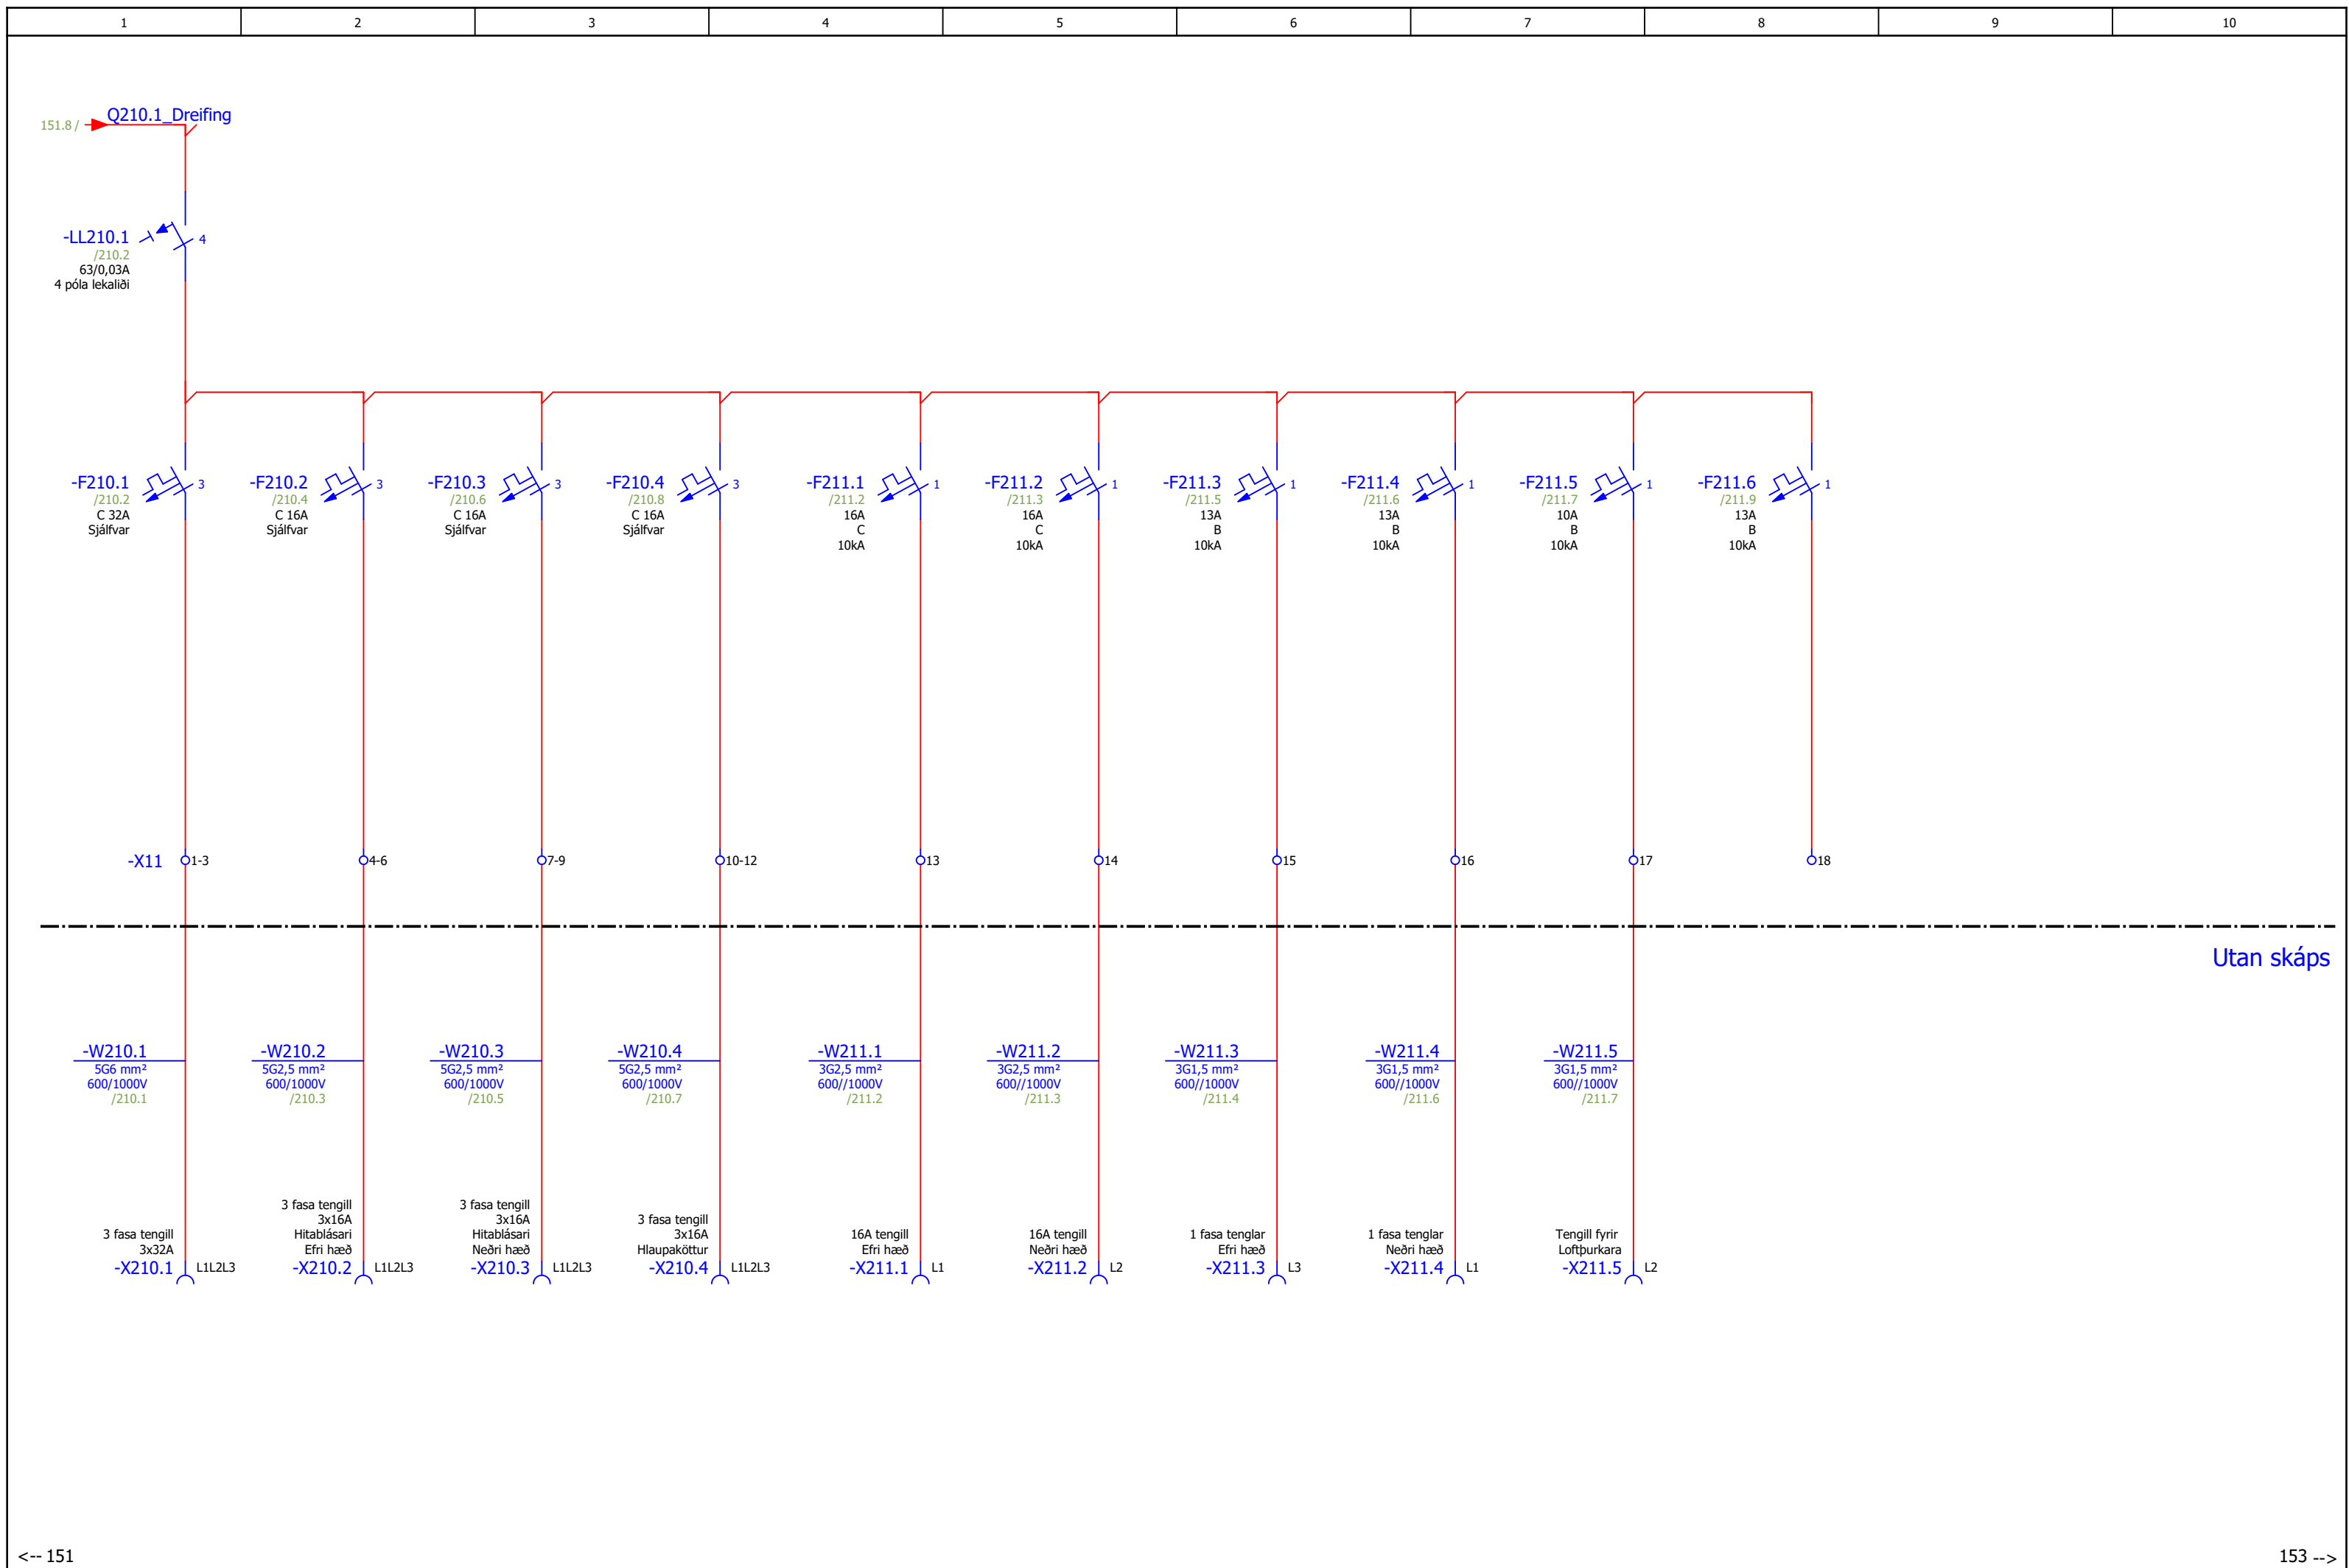 1 2 3 4 5 6 7 8 9 10
Q210.1_Dreifing
151.8 /
-LL210.1
4
/210.2
63/0,03A
4 póla lekaliði
-F210.1 3 -F210.2 3 -F210.3 3 -F210.4 3 -F211.1 1 -F211.2 1 -F211.3 1 -F211.4 1 -F211.5 1 -F211.6 1
/210.2 /210.4 /210.6 /210.8 /211.2 /211.3 /211.5 /211.6 /211.7 /211.9
C 32A C 16A C 16A C 16A 16A 16A 13A 13A 10A 13A
Sjálfvar Sjálfvar Sjálfvar Sjálfvar C C B B B B
10kA 10kA 10kA 10kA 10kA 10kA
-X11 1-3 4-6 7-9 10-12 13 14 15 16 17 18
Utan skáps
-W210.1 -W210.2 -W210.3 -W210.4 -W211.1 -W211.2 -W211.3 -W211.4 -W211.5
5G6 mm² 5G2,5 mm² 5G2,5 mm² 5G2,5 mm² 3G2,5 mm² 3G2,5 mm² 3G1,5 mm² 3G1,5 mm² 3G1,5 mm²
600/1000V 600/1000V 600/1000V 600/1000V 600//1000V 600//1000V 600//1000V 600//1000V 600//1000V
/210.1 /210.3 /210.5 /210.7 /211.2 /211.3 /211.4 /211.6 /211.7
3 fasa tengill 3 fasa tengill
3x16A 3x16A 3 fasa tengill
3 fasa tengill Hitablásari Hitablásari 3x16A 16A tengill 16A tengill 1 fasa tenglar 1 fasa tenglar Tengill fyrir
3x32A Efri hæð Neðri hæð Hlaupaköttur Efri hæð Neðri hæð Efri hæð Neðri hæð Loftþurkara
-X210.1 L1L2L3 -X210.2 L1L2L3 -X210.3 L1L2L3 -X210.4 L1L2L3 -X211.1 L1 -X211.2 L2 -X211.3 L3 -X211.4 L1 -X211.5 L2
<-- 151 153 -->